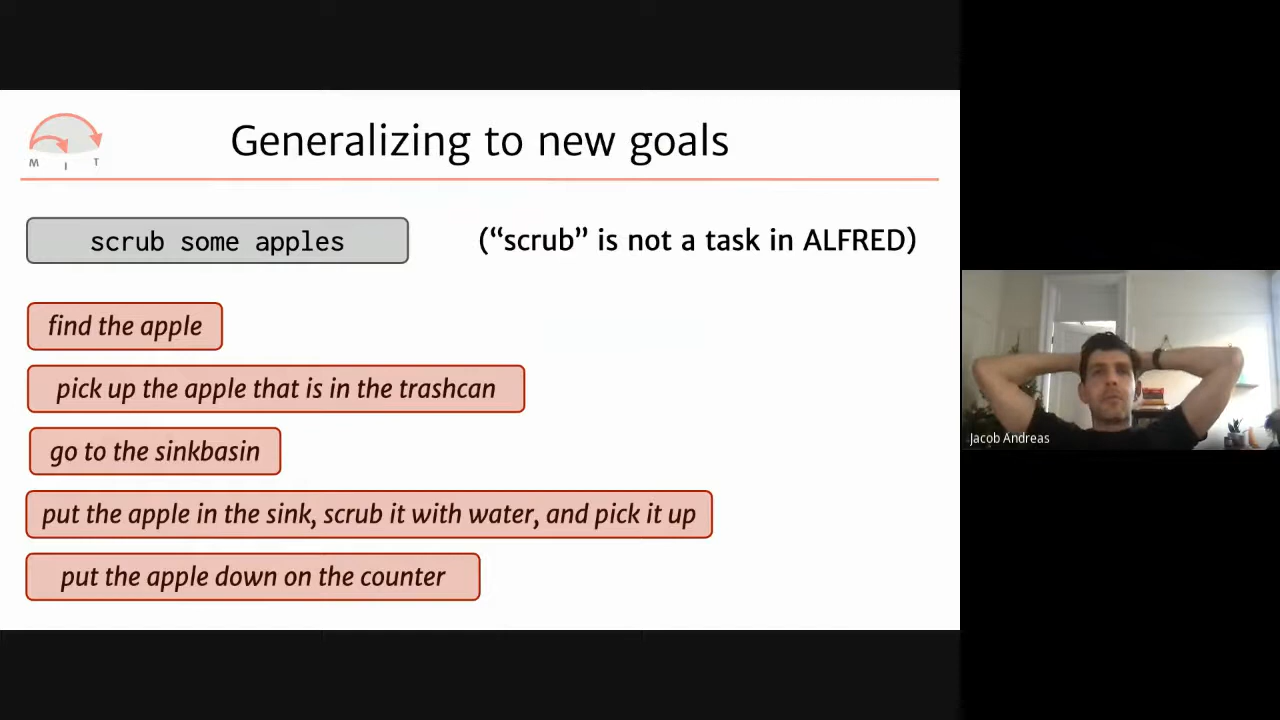 Generalizing to new goals
M I T
scrub some apples
(“scrub” is not a task in ALFRED)
find the apple
pick up the apple that is in the trashcan
go to the sinkbasin
put the apple in the sink, scrub it with water, and pick it up
put the apple down on the counter
Jacob Andreas